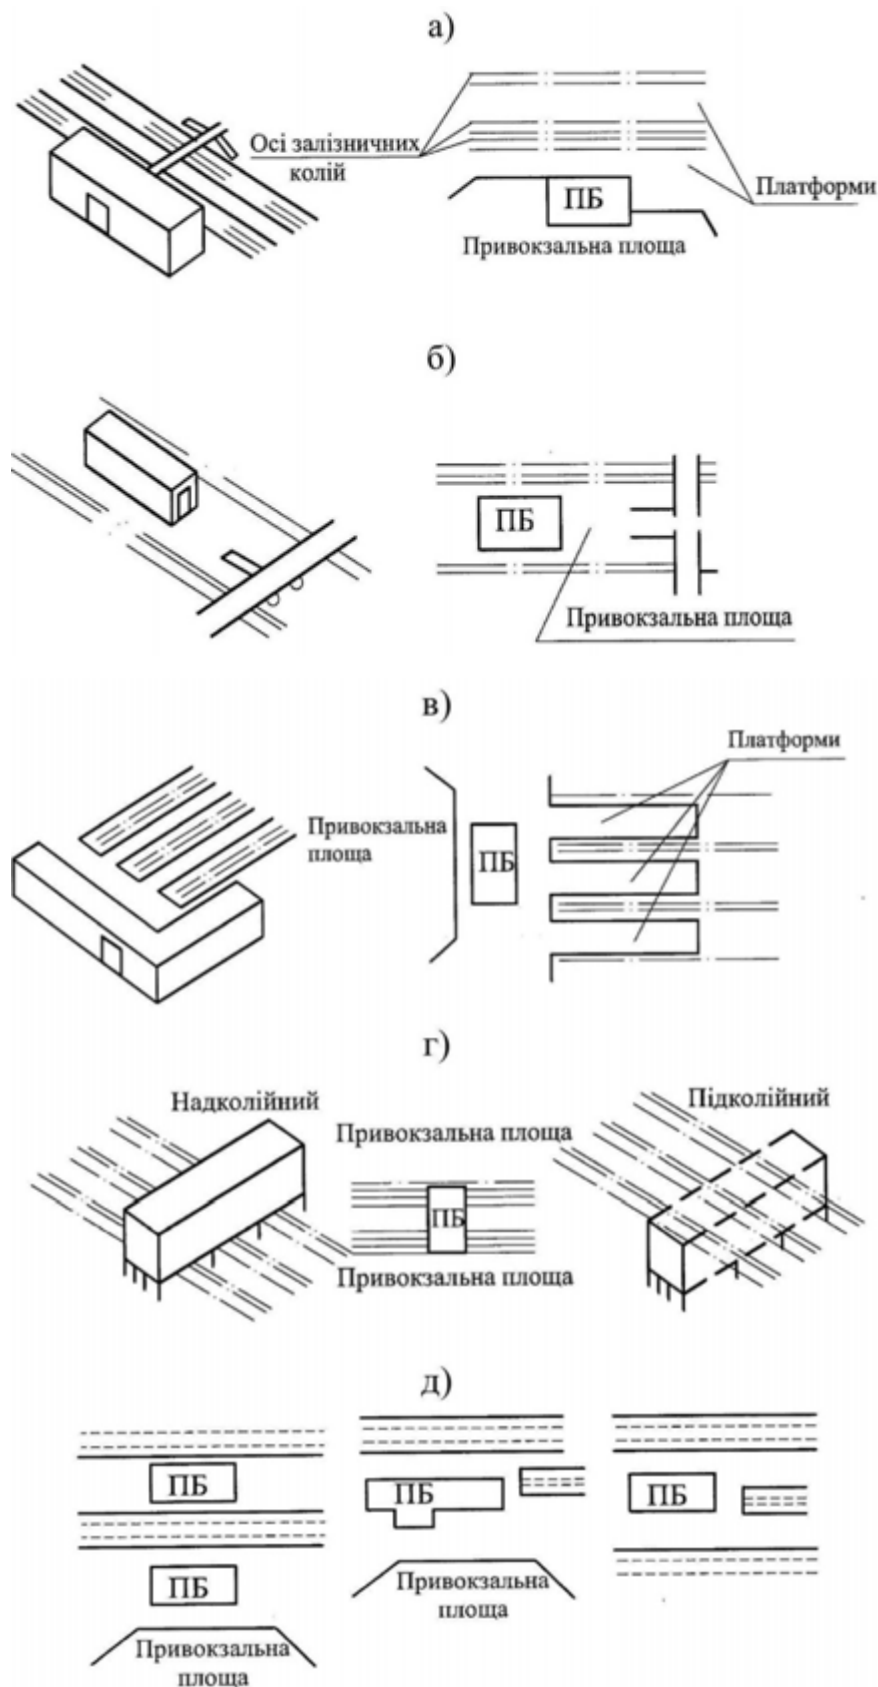 а)
Осі залізничних
колій
ПБ
Платформи
Привокзальна площа
б)
ПБ
Привокзальна площа
в)
Платформи
Привокзальна
площа
ПБ
г)
Надколійний
Підколійний
Привокзальна площа
ПБ
Привокзальна площа
д)
ПБ
ПБ
Привокзальна
площа
ПБ
Привокзальна
площа
ПБ